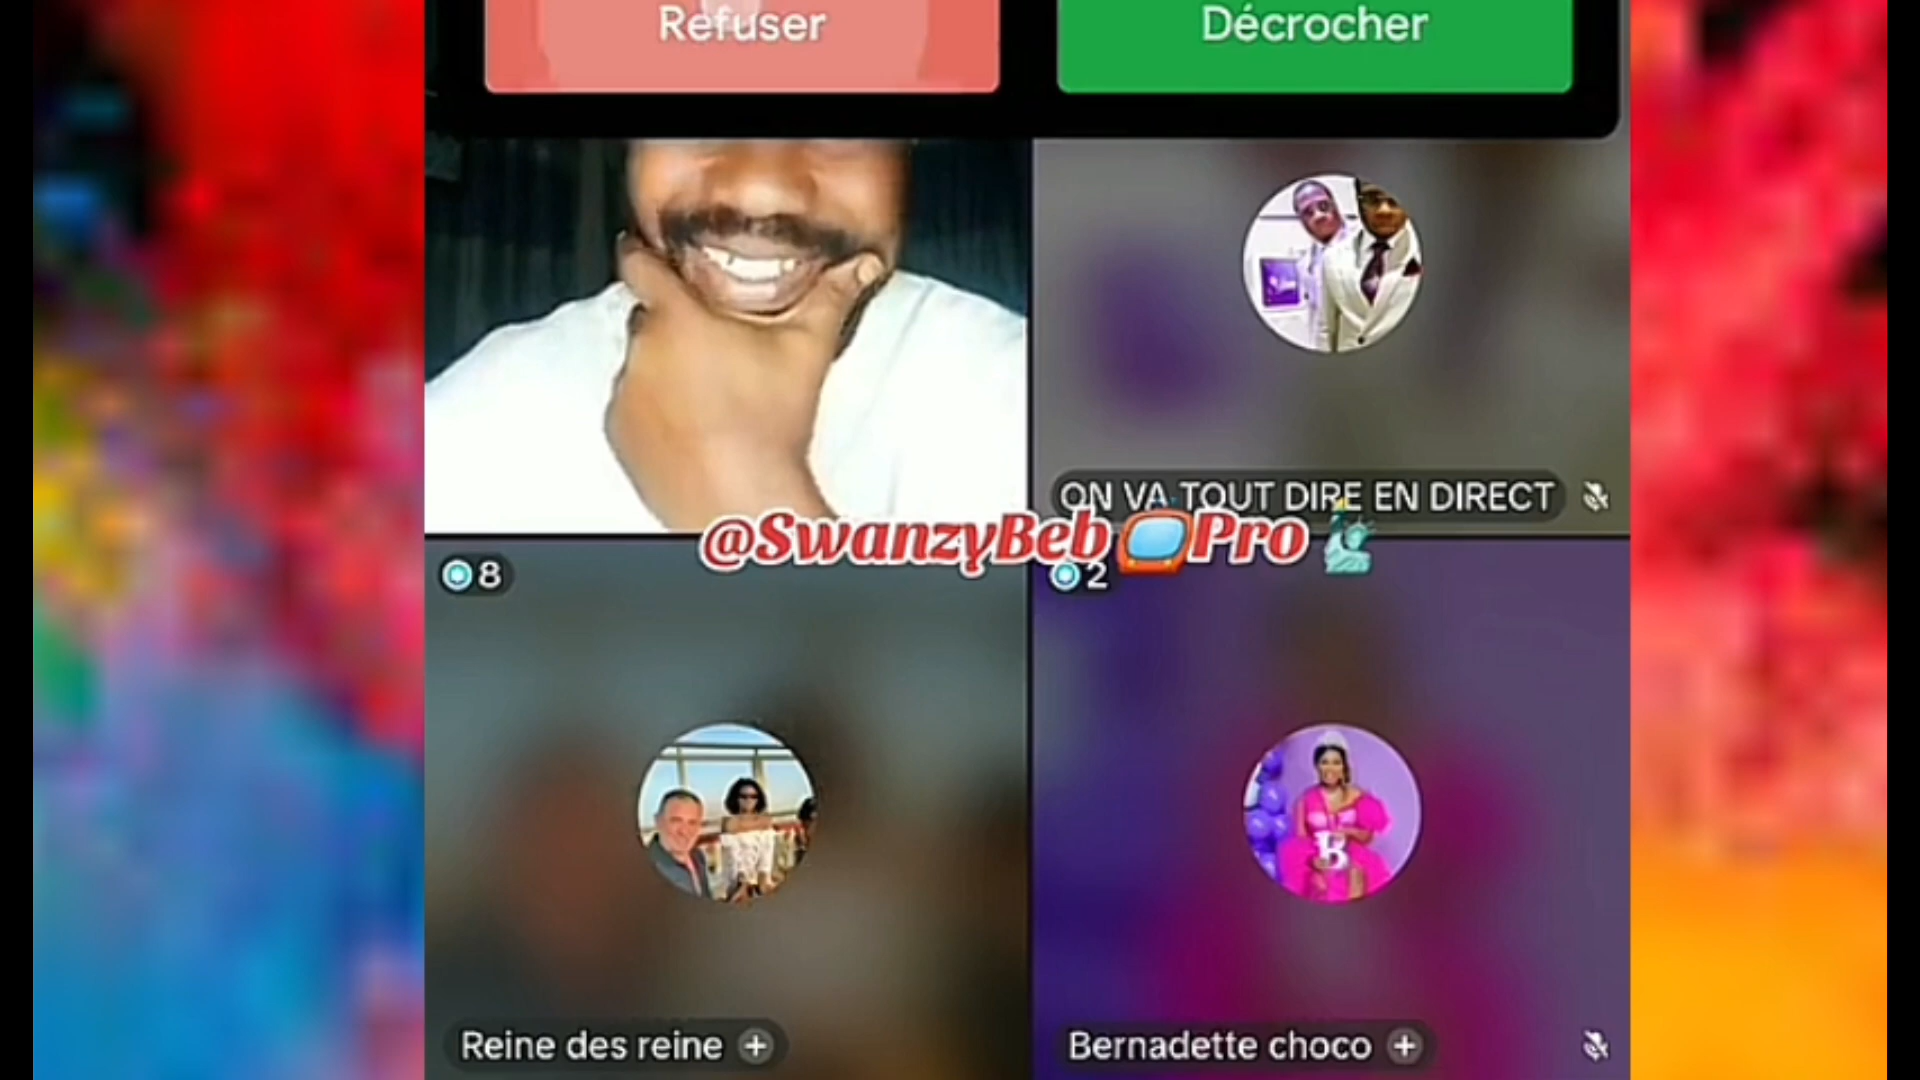 Refuser
Décrocher
ON VA TOUT DIRE EN DIRECT
@SwanzyBeb Pro
8
2
Reine des reine
Bernadette choco
B